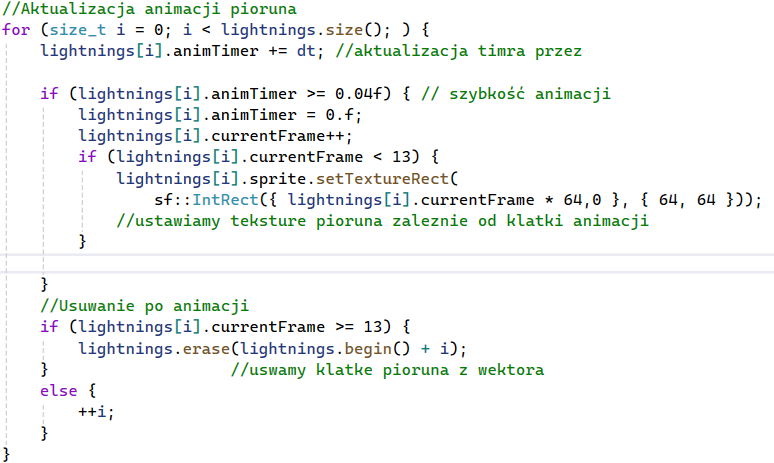 //Aktualizacja animacji pioruna
for (size_t i = 0; i < lightnings.size(); ) {
lightnings[i].animTimer += dt; //aktualizacja timra przez
if (lightnings[i].animTimer >= 0.04f) { // szybkość animacji
lightnings[i].animTimer = 0.f;
lightnings[i].currentFrame++;
if (lightnings[i].currentFrame < 13) {
lightnings[i].sprite.setTextureRect(
sf::IntRect({ lightnings[i].currentFrame * 64,0 }, { 64, 64 }));
//ustawiamy teksture pioruna zaleznie od klatki animacji
}
}
//Usuwanie po animacji
if (lightnings[i].currentFrame >= 13) {
lightnings.erase(lightnings.begin() + i);
} //uswamy klatke pioruna z wektora
else {
++i;
}
}